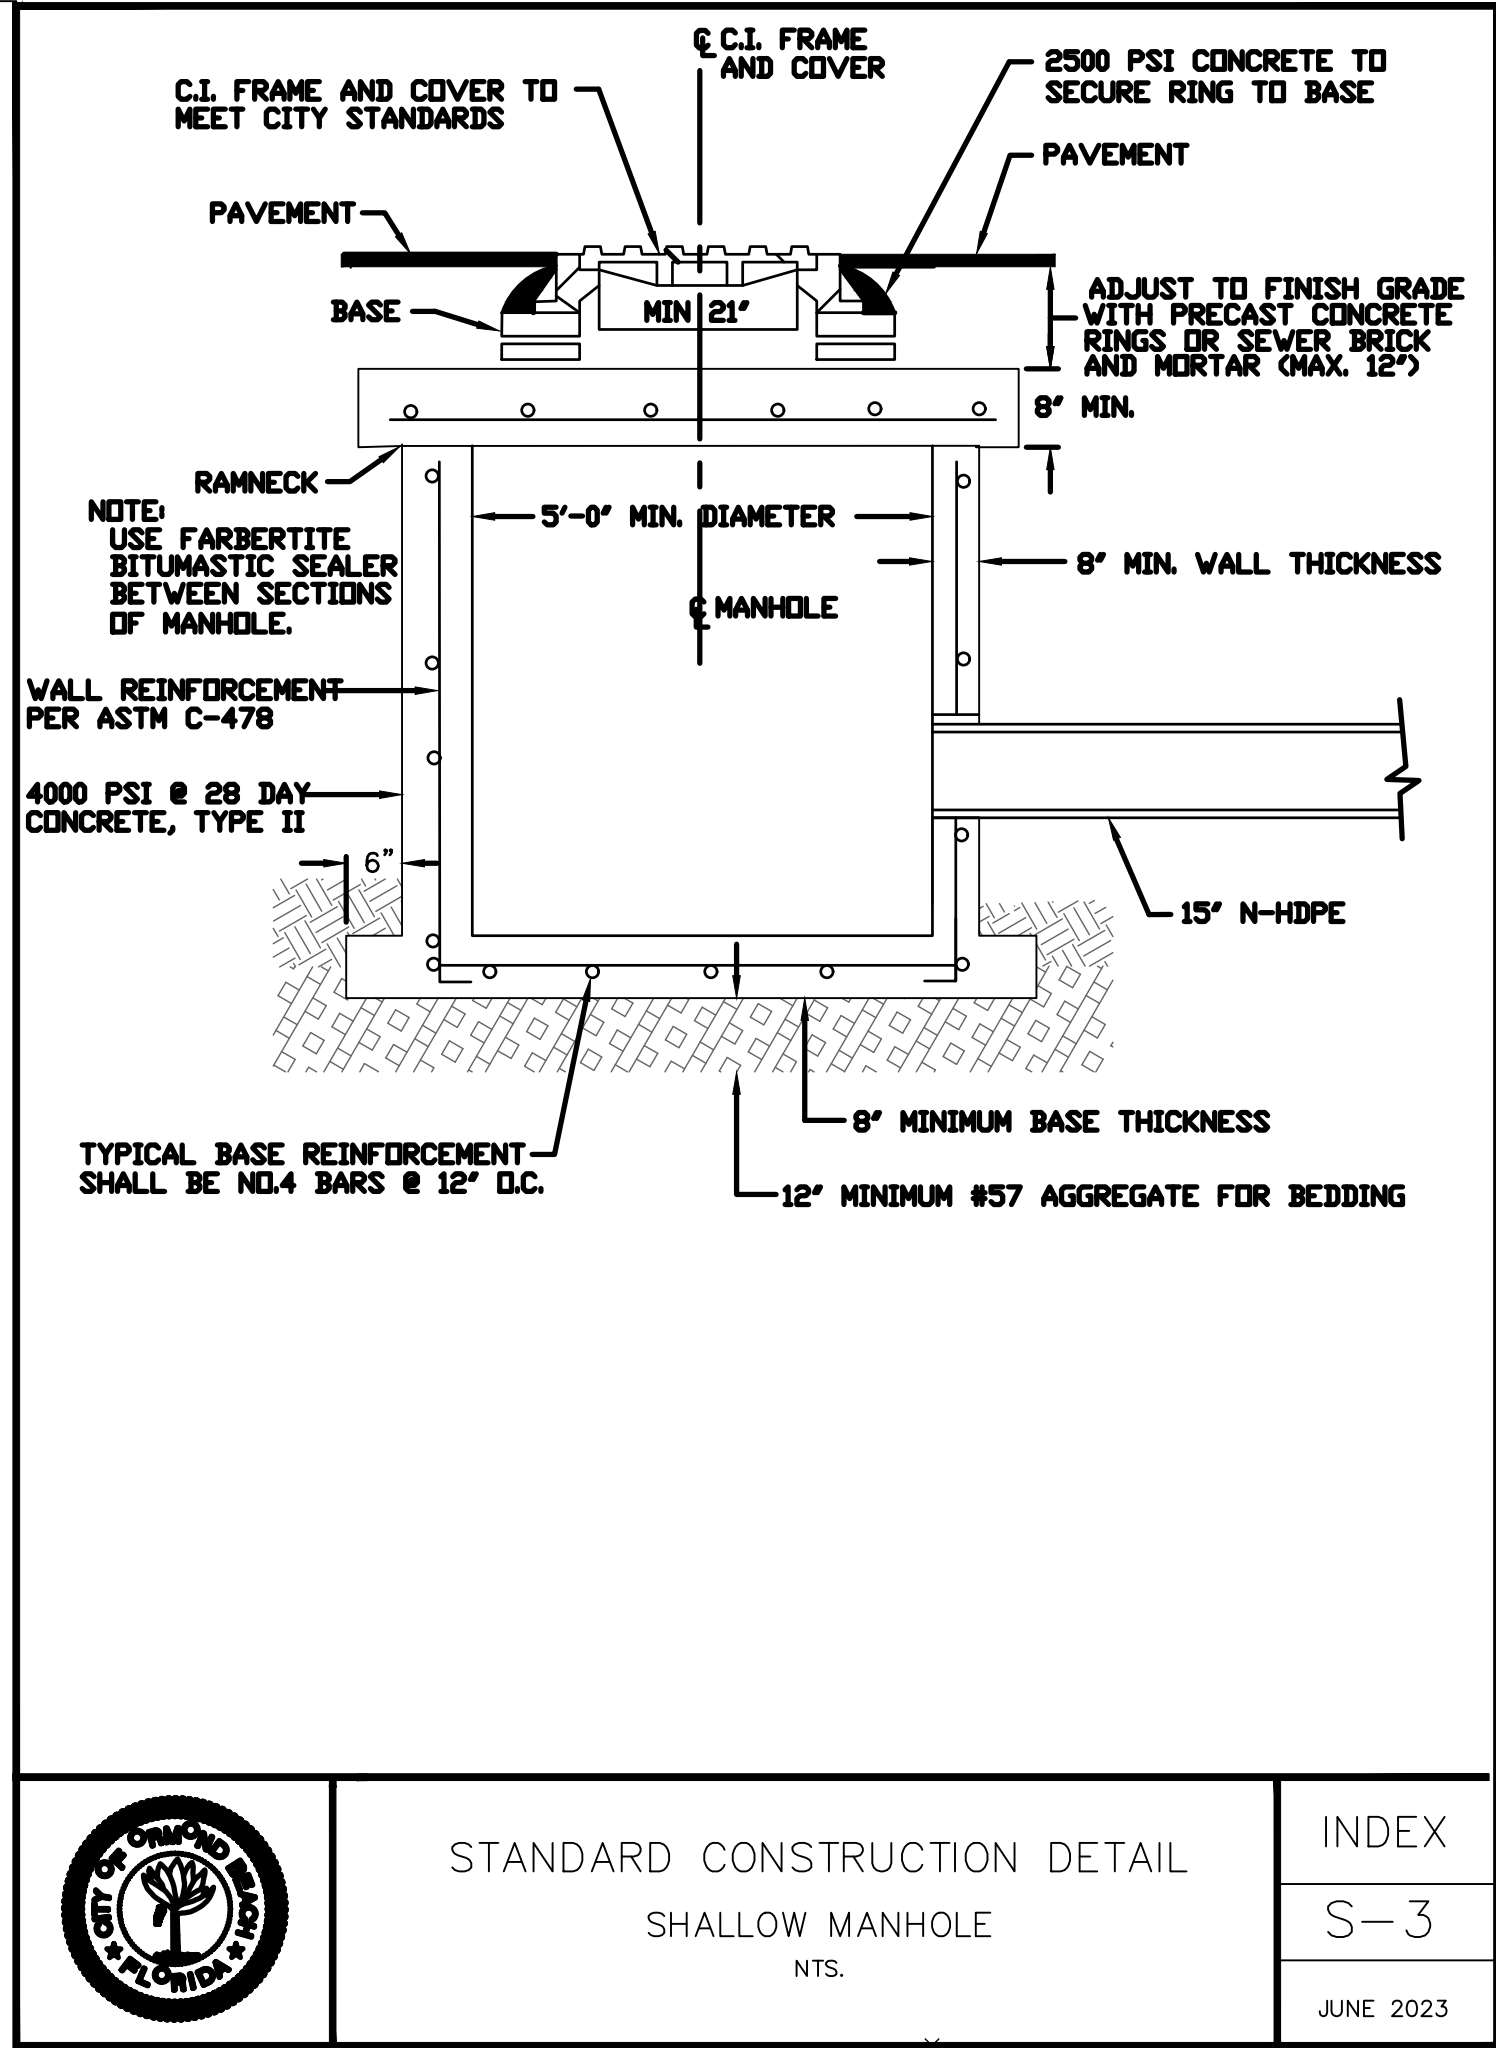 ℄ C.I. FRAME
AND COVER
2500 PSI CONCRETE TO
SECURE RING TO BASE
C.I. FRAME AND COVER TO
MEET CITY STANDARDS
PAVEMENT
PAVEMENT
BASE
MIN 21"
ADJUST TO FINISH GRADE
WITH PRECAST CONCRETE
RINGS OR SEWER BRICK
AND MORTAR (MAX. 12")
8" MIN.
RAMNECK
NOTE:
USE FARBERTITE
BITUMASTIC SEALER
BETWEEN SECTIONS
OF MANHOLE.
5'-0" MIN. DIAMETER
8" MIN. WALL THICKNESS
℄ MANHOLE
WALL REINFORCEMENT
PER ASTM C-478
4000 PSI @ 28 DAY
CONCRETE, TYPE II
6"
15" N-HDPE
8" MINIMUM BASE THICKNESS
TYPICAL BASE REINFORCEMENT
SHALL BE NO.4 BARS @ 12" O.C.
12" MINIMUM #57 AGGREGATE FOR BEDDING
CITY OF ORMOND BEACH
FLORIDA
STANDARD CONSTRUCTION DETAIL
SHALLOW MANHOLE
NTS.
INDEX
S-3
JUNE 2023